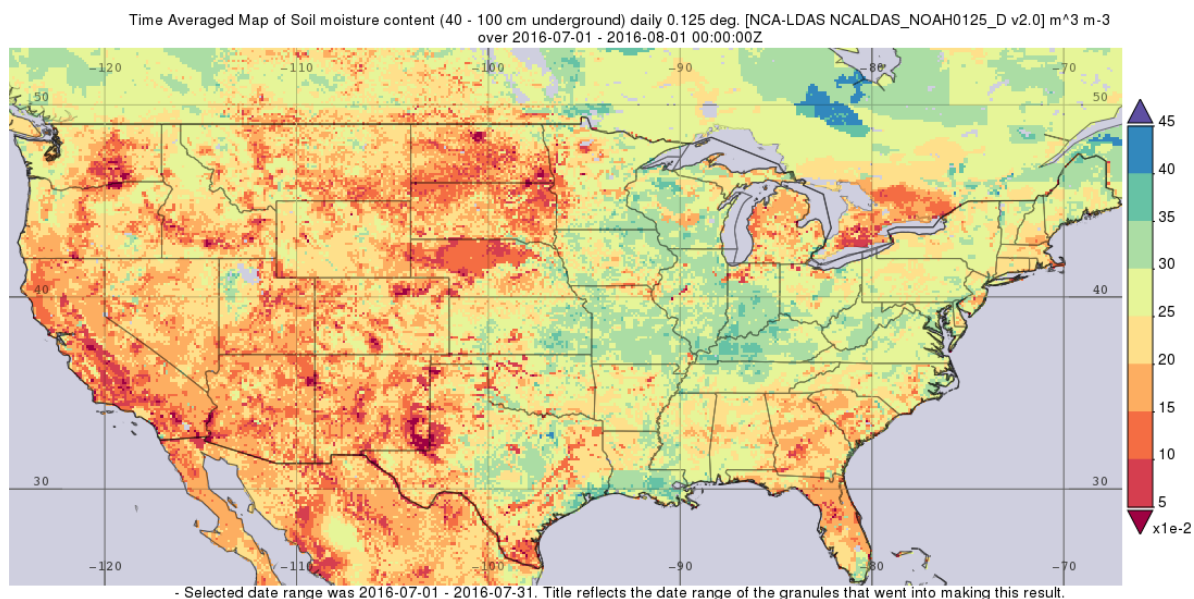 Time Averaged Map of Soil moisture content (40 - 100 cm underground) daily 0.125 deg. [NCA-LDAS NCALDAS_NOAH0125_D v2.0] m^3 m-3
over 2016-07-01 - 2016-08-01 00:00:00Z
-120 -110 -100 -90 -80 -70
50 50
40 40
30 30
-120 -110 -100 -90 -80 -70
45
40
35
30
25
20
15
10
5
x1e-2
- Selected date range was 2016-07-01 - 2016-07-31. Title reflects the date range of the granules that went into making this result.